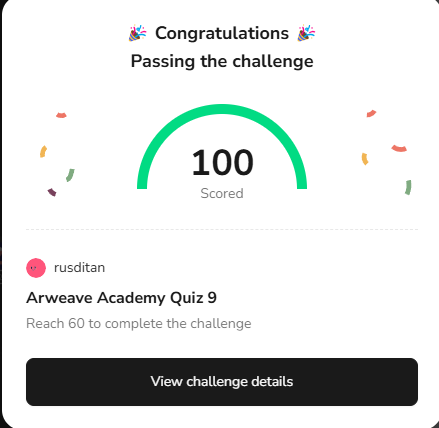 🎉 Congratulations 🎉
Passing the challenge
100
Scored
rusditan
Arweave Academy Quiz 9
Reach 60 to complete the challenge
View challenge details